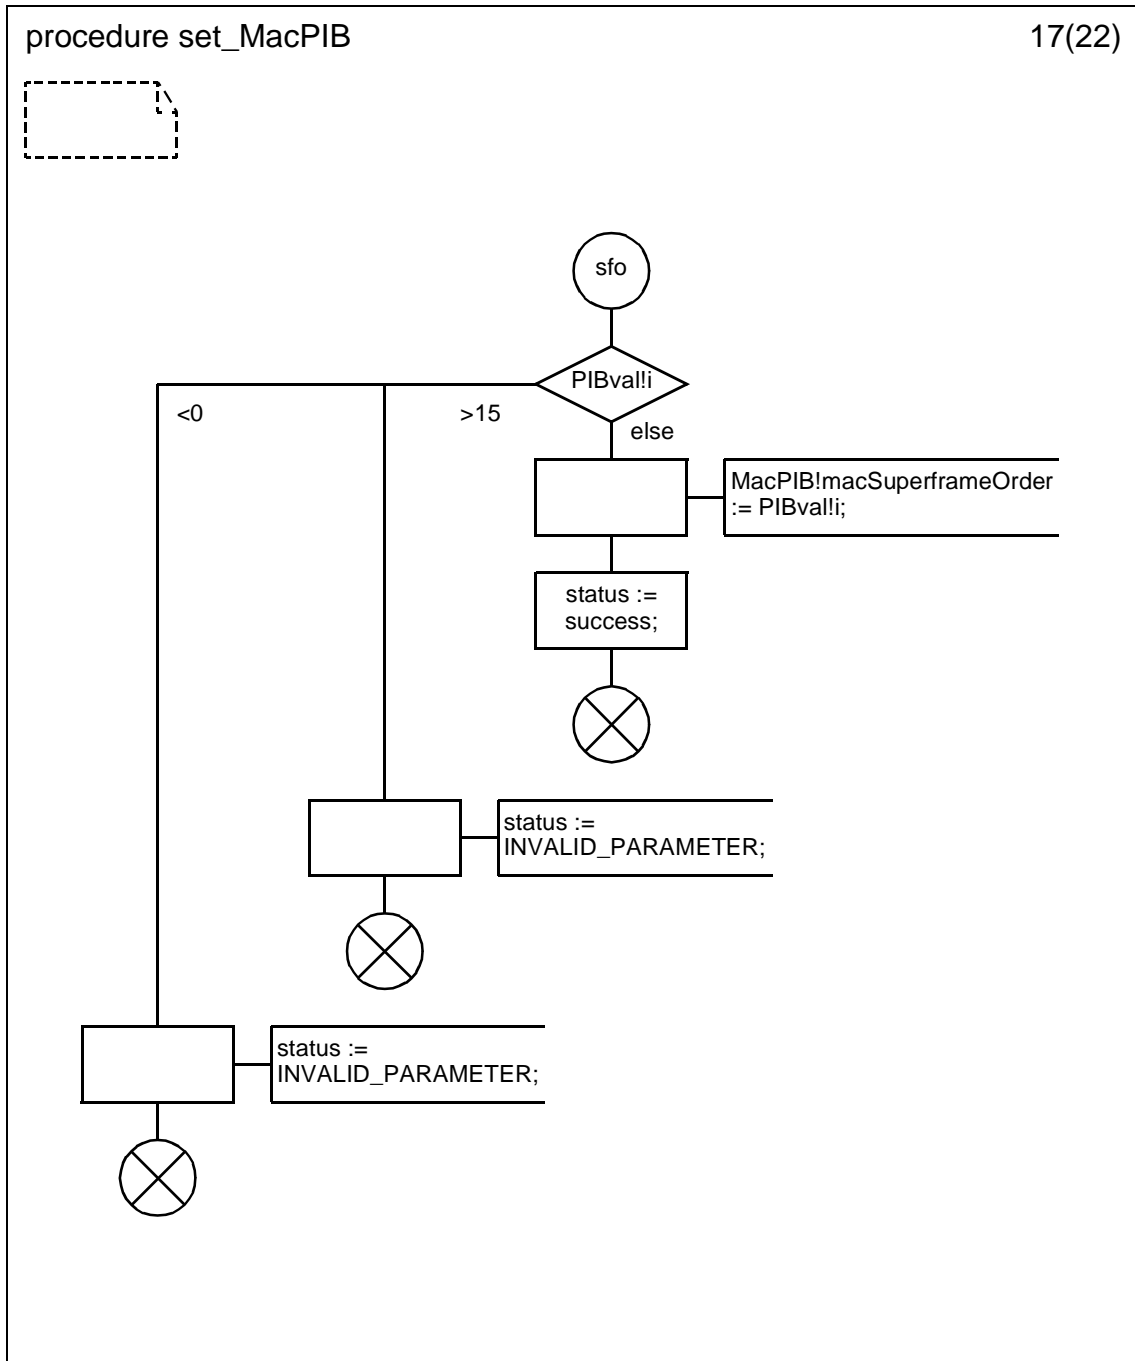 procedure set_MacPIB
17(22)
sfo
PIBval!i
<0
>15
else
MacPIB!macSuperframeOrder
:= PIBval!i;
status :=
success;
status :=
INVALID_PARAMETER;
status :=
INVALID_PARAMETER;